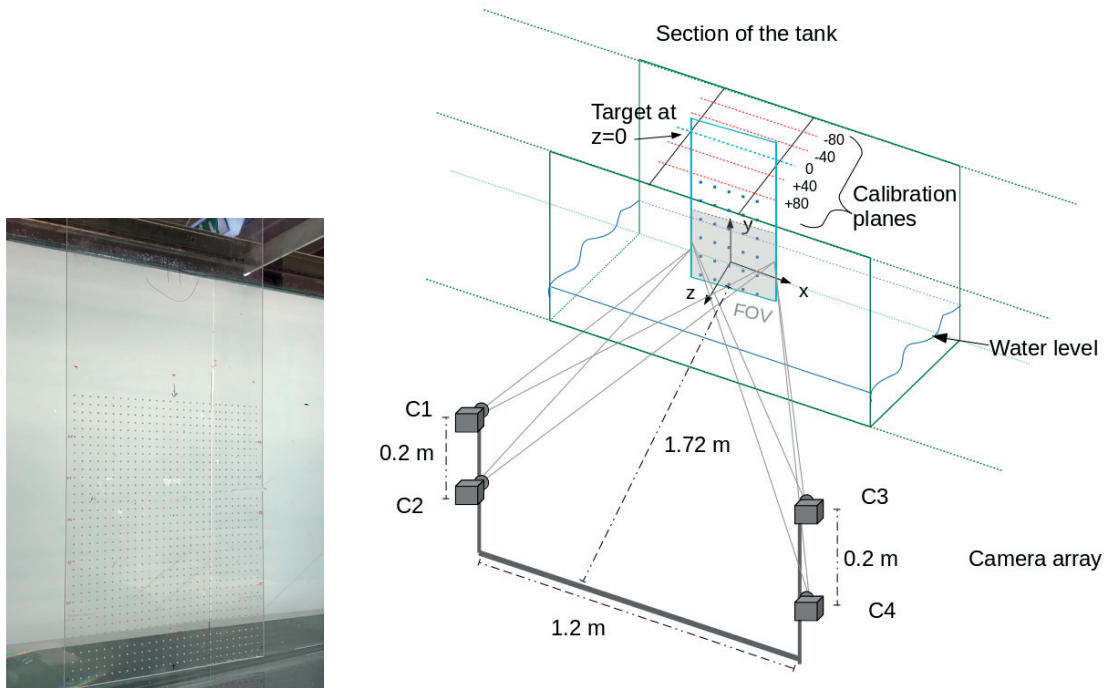 Section of the tank
Target at
z=0
-80
-40
0
+40
+80
Calibration
planes
y
x
z
FOV
Water level
C1
0.2 m
C2
1.72 m
C3
0.2 m
C4
Camera array
1.2 m